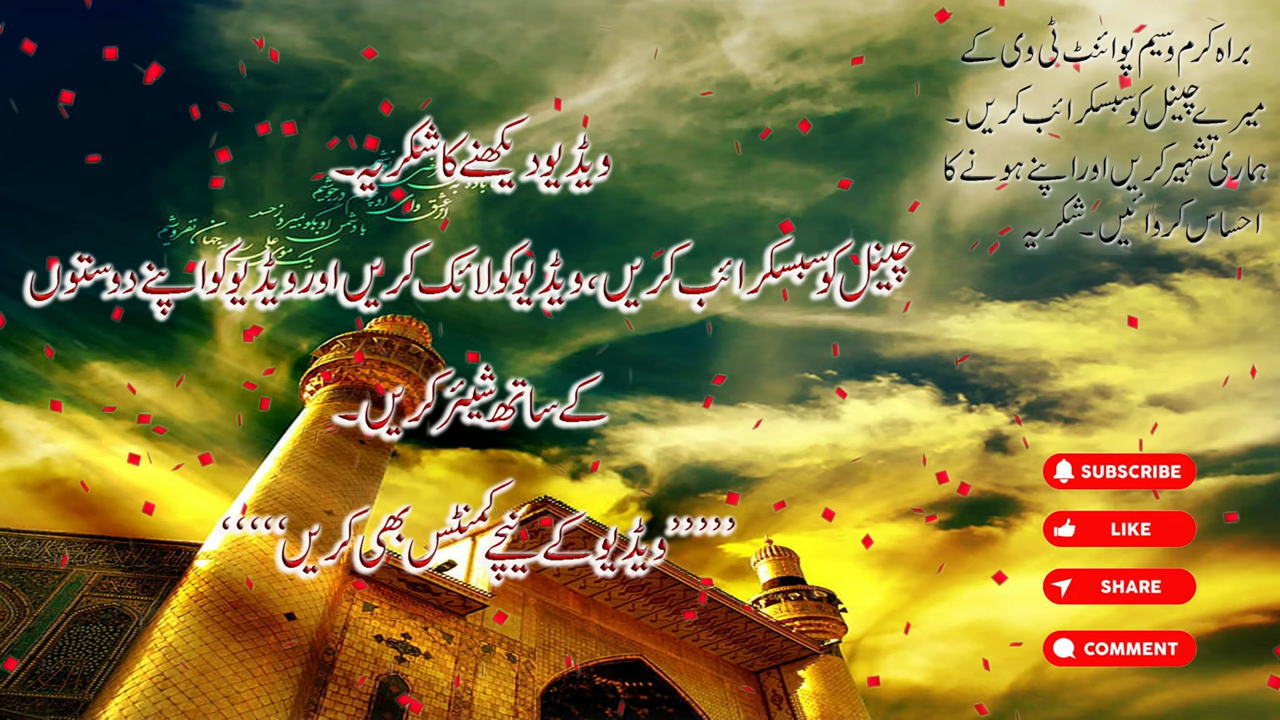 براہ کرم وسیم پوائنٹ ٹی وی کے
میرے چینل کو سبسکرائب کریں۔
ہماری تشہیر کریں اور اپنے ہونے کا
احساس کروائیں۔ شکریہ
ویڈیو دیکھنے کا شکریہ۔
چینل کو سبسکرائب کریں، ویڈیو کو لائک کریں اور ویڈیو کو اپنے دوستوں
کے ساتھ شیئر کریں۔
’’’’’ویڈیو کے نیچے کمنٹس بھی کریں‘‘‘‘‘
SUBSCRIBE
LIKE
SHARE
COMMENT